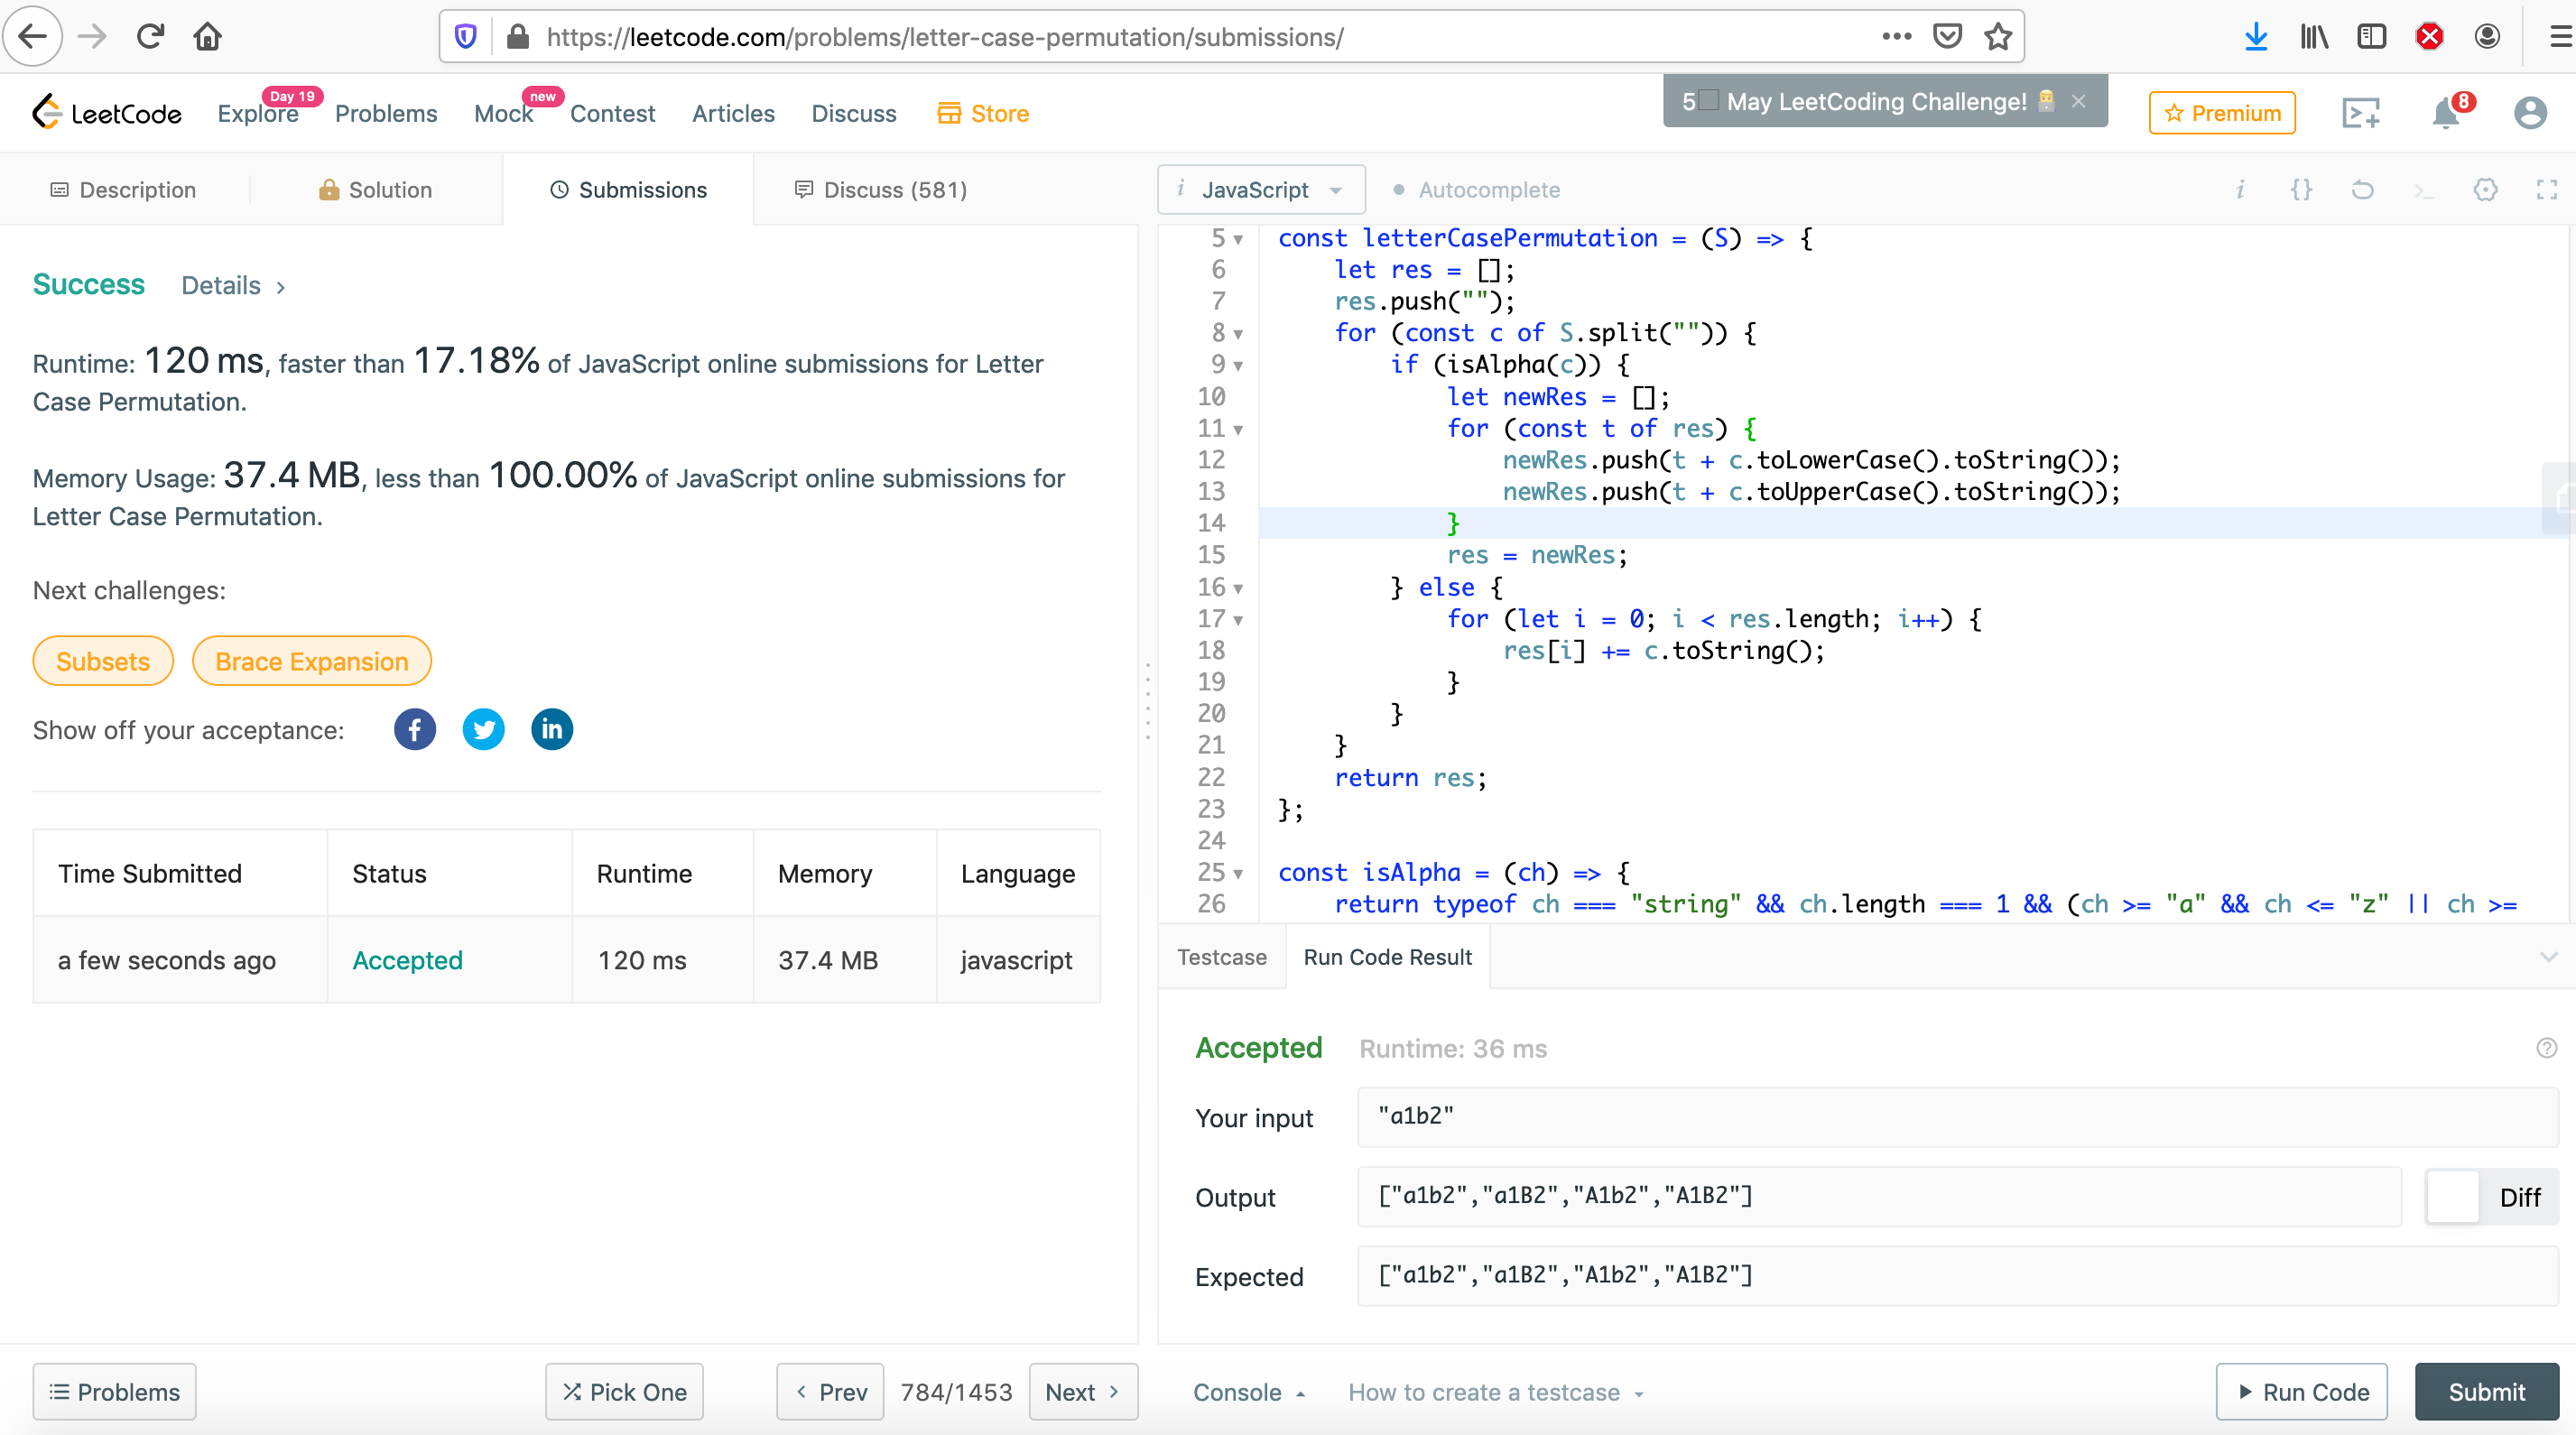 https://leetcode.com/problems/letter-case-permutation/submissions/
LeetCode
Explore
Day 19
Problems
Mock
new
Contest
Articles
Discuss
Store
5 May LeetCoding Challenge!
Premium
8
Description
Solution
Submissions
Discuss (581)
i JavaScript
Autocomplete
i {}
Success Details
Runtime: 120 ms, faster than 17.18% of JavaScript online submissions for Letter
Case Permutation.
Memory Usage: 37.4 MB, less than 100.00% of JavaScript online submissions for
Letter Case Permutation.
Next challenges:
Subsets Brace Expansion
Show off your acceptance:
Time Submitted Status Runtime Memory Language
a few seconds ago Accepted 120 ms 37.4 MB javascript
5 const letterCasePermutation = (S) => {
6 let res = [];
7 res.push("");
8 for (const c of S.split("")) {
9 if (isAlpha(c)) {
10 let newRes = [];
11 for (const t of res) {
12 newRes.push(t + c.toLowerCase().toString());
13 newRes.push(t + c.toUpperCase().toString());
14 }
15 res = newRes;
16 } else {
17 for (let i = 0; i < res.length; i++) {
18 res[i] += c.toString();
19 }
20 }
21 }
22 return res;
23 };
24
25 const isAlpha = (ch) => {
26 return typeof ch === "string" && ch.length === 1 && (ch >= "a" && ch <= "z" || ch >=
Testcase Run Code Result
Accepted Runtime: 36 ms
Your input "a1b2"
Output ["a1b2","a1B2","A1b2","A1B2"]
Diff
Expected ["a1b2","a1B2","A1b2","A1B2"]
Problems Pick One Prev 784/1453 Next
Console How to create a testcase Run Code Submit